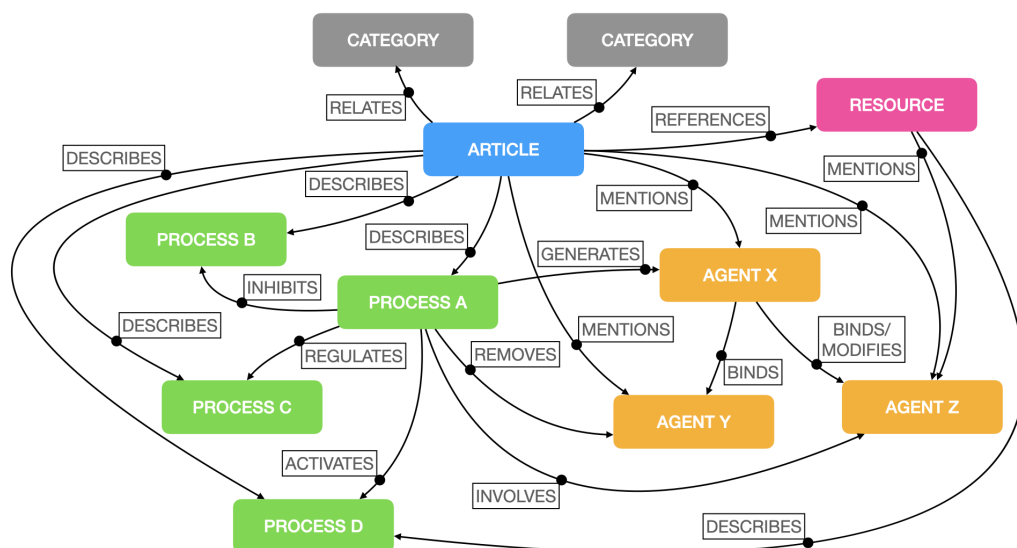 CATEGORY
CATEGORY
RELATES
RELATES
RESOURCE
REFERENCES
ARTICLE
DESCRIBES
MENTIONS
DESCRIBES
MENTIONS
MENTIONS
DESCRIBES
PROCESS B
GENERATES
AGENT X
INHIBITS
PROCESS A
DESCRIBES
MENTIONS
BINDS/
MODIFIES
REGULATES
REMOVES
BINDS
PROCESS C
AGENT Y
AGENT Z
ACTIVATES
INVOLVES
PROCESS D
DESCRIBES